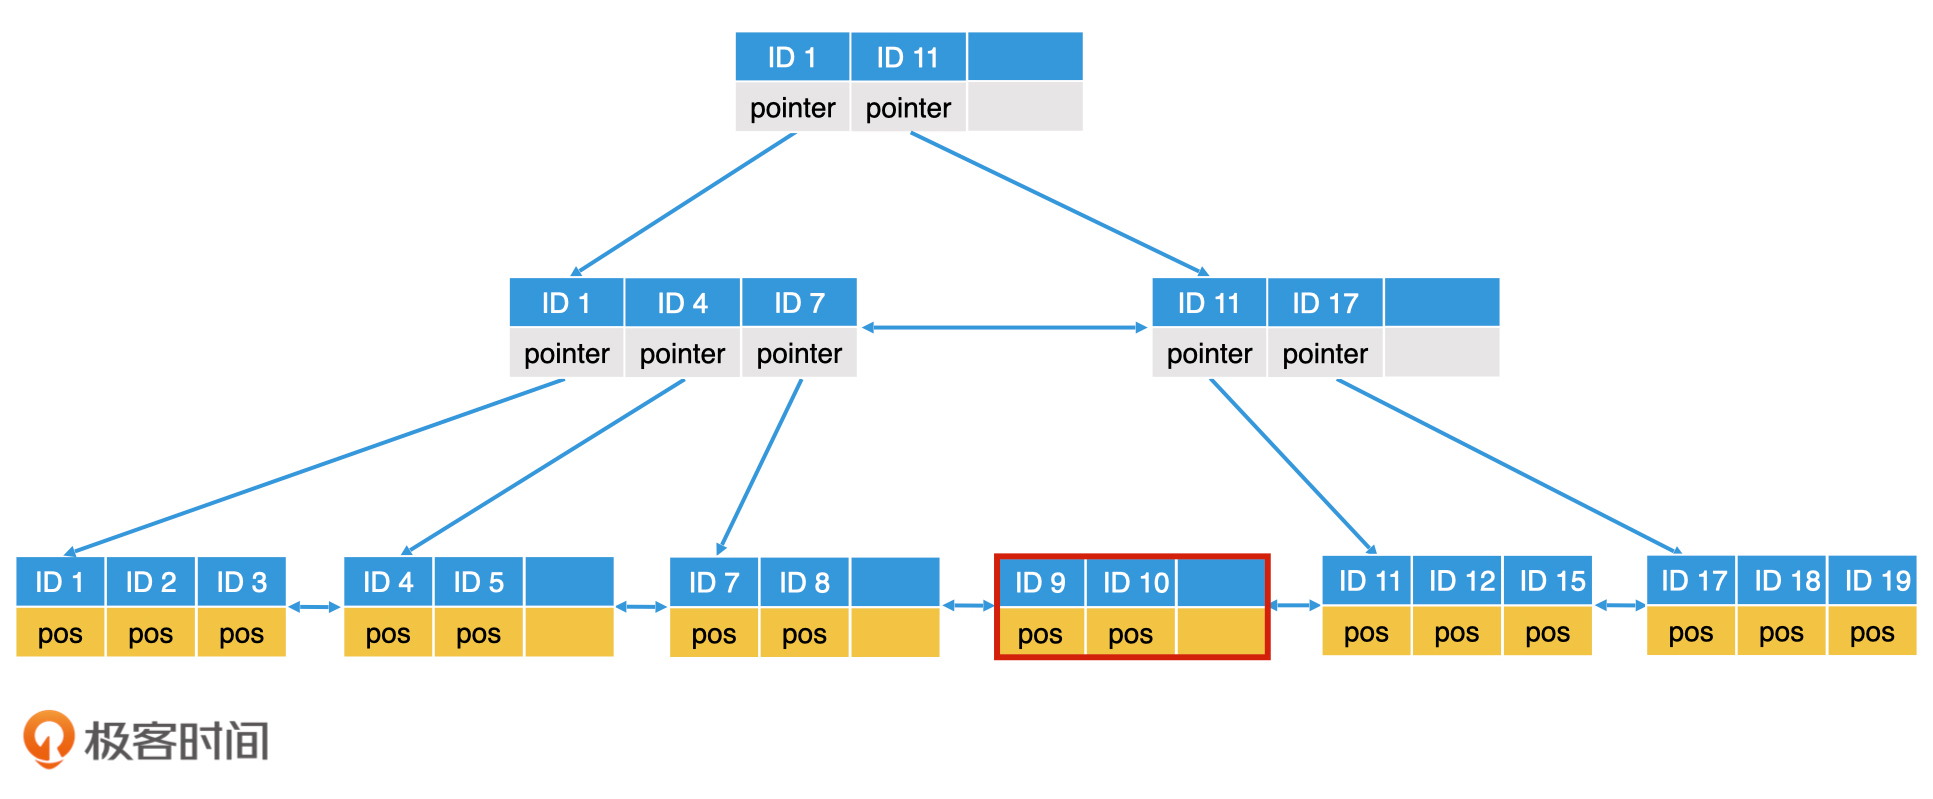 ID 1 ID 11
pointer pointer
ID 1 ID 4 ID 7 ID 11 ID 17
pointer pointer pointer pointer pointer
ID 1 ID 2 ID 3 ID 4 ID 5 ID 7 ID 8 ID 9 ID 10 ID 11 ID 12 ID 15 ID 17 ID 18 ID 19
pos pos pos pos pos pos pos pos pos pos pos pos pos pos pos
极客时间